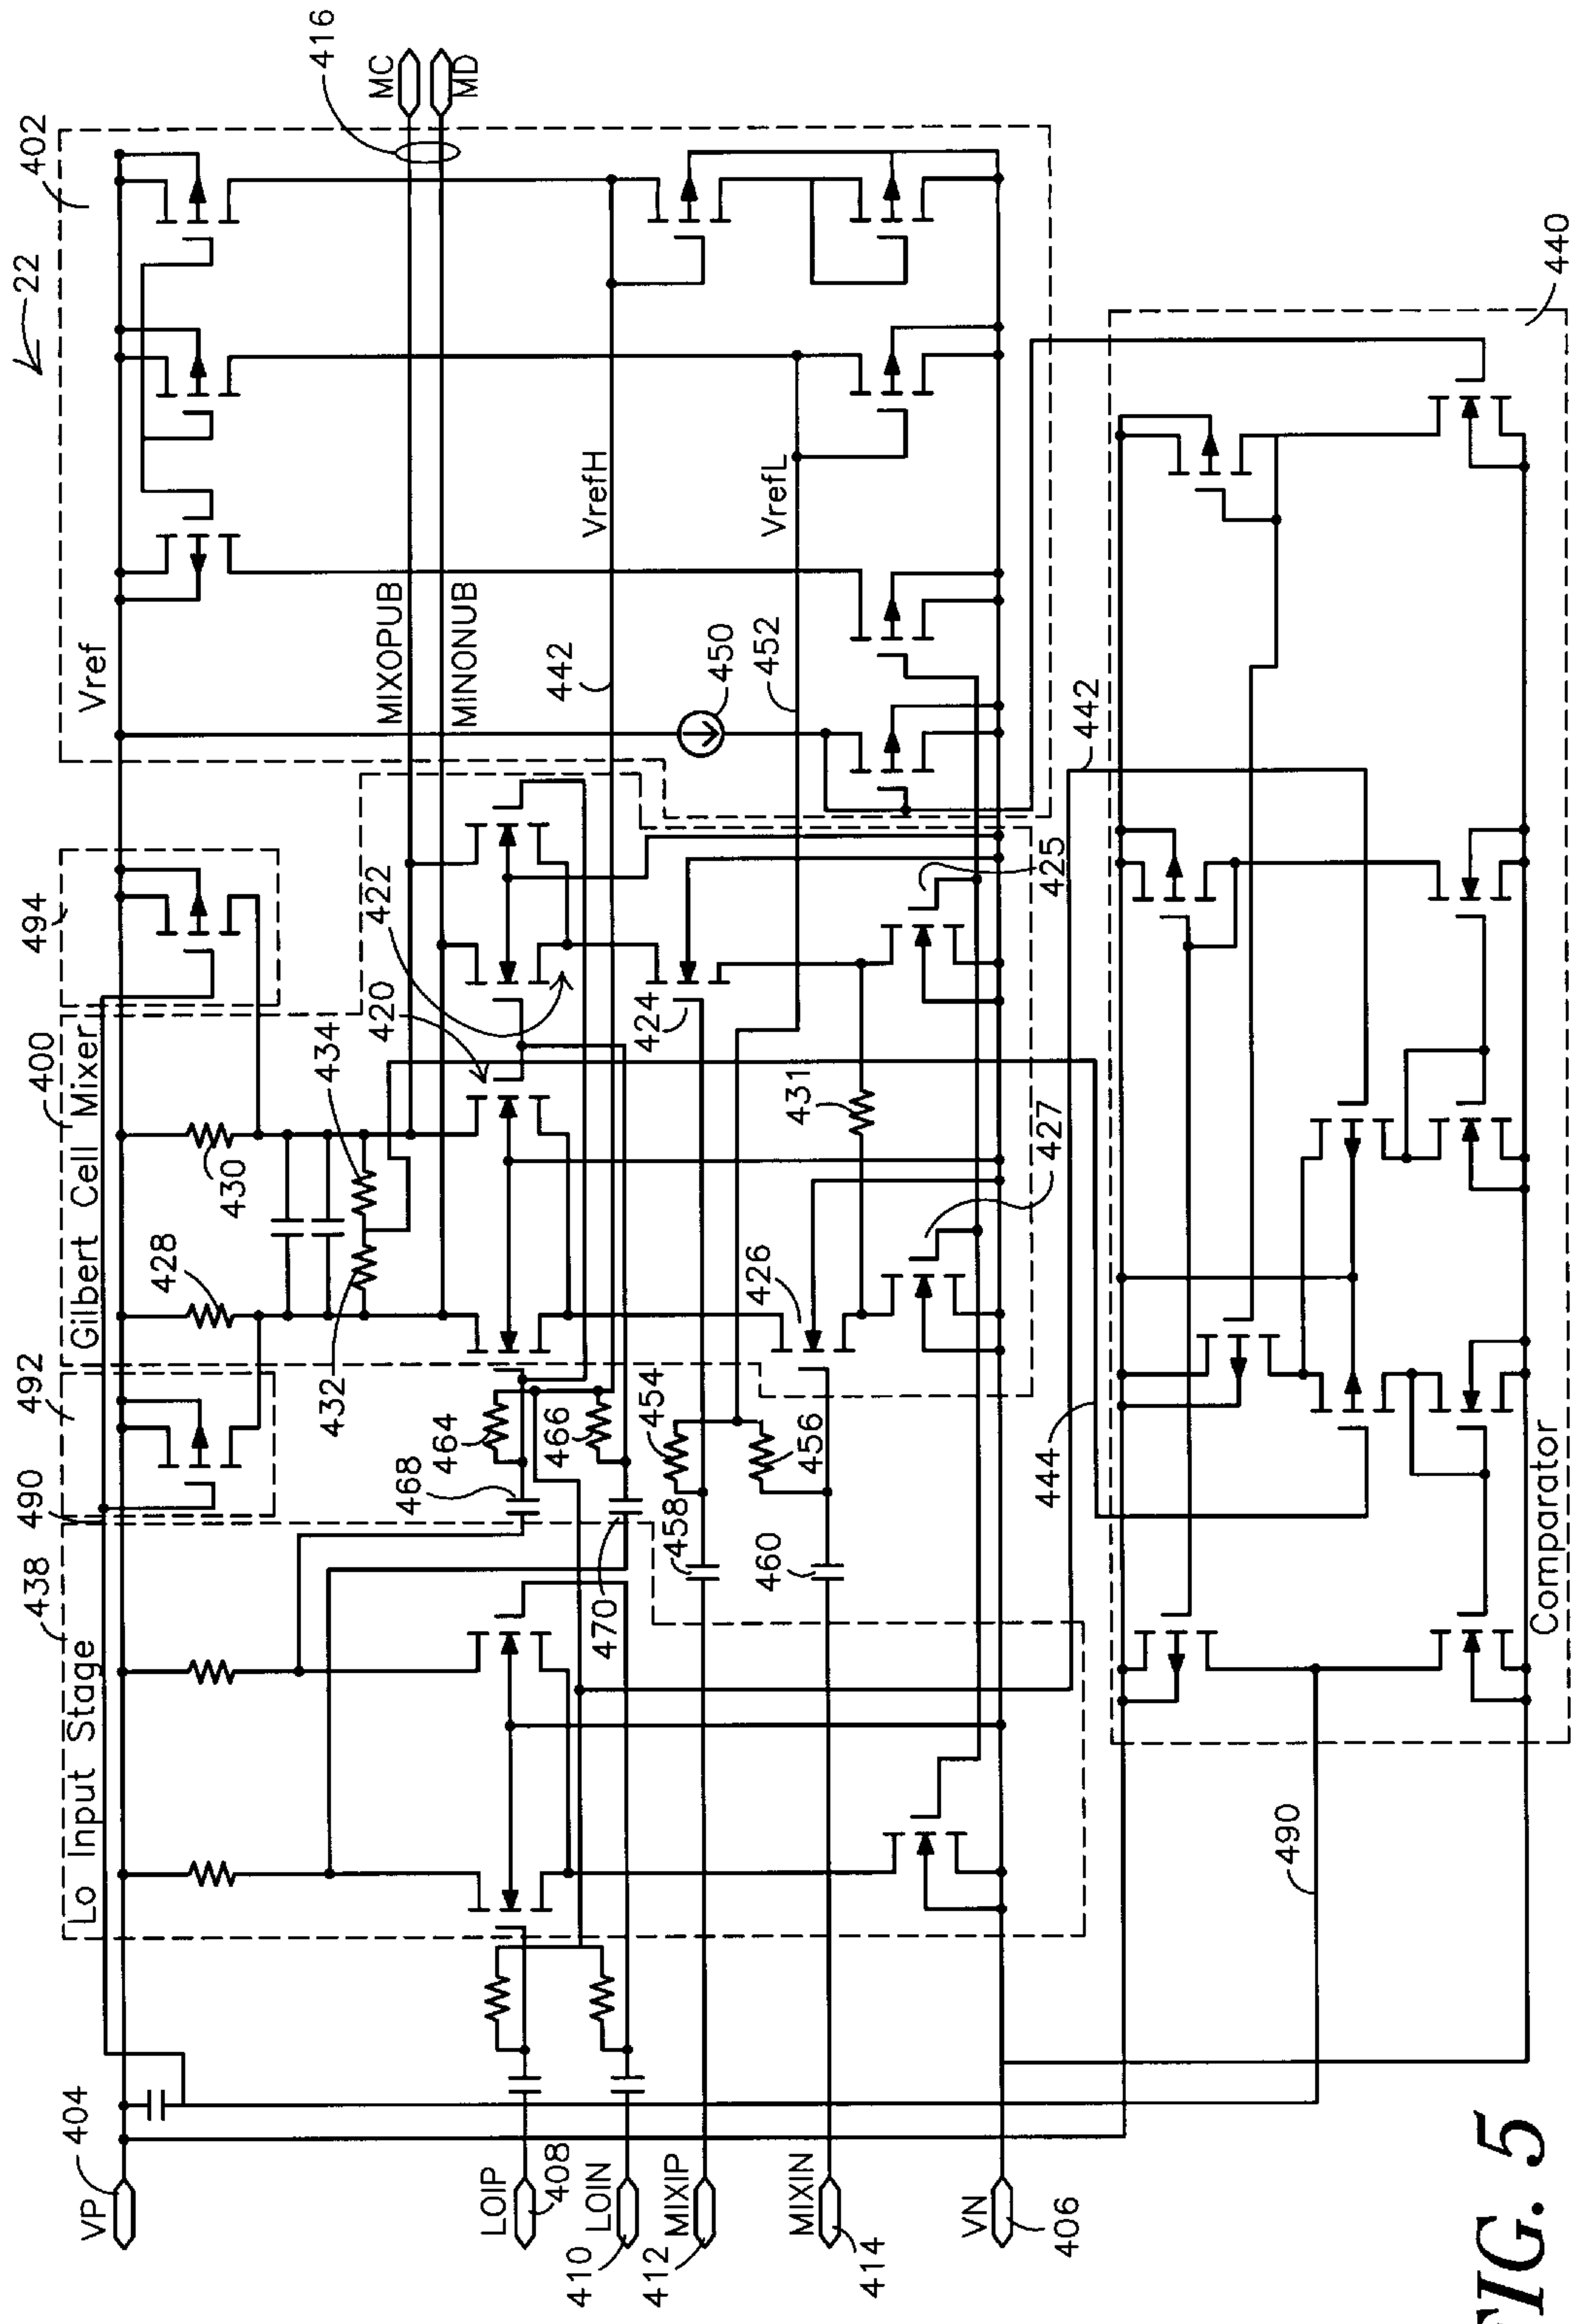 22
402
416
MC
MD
Vref
MIXOPUB
MINONUB
VrefH
VrefL
442
450
452
494
400
Gilbert Cell Mixer
492
490
438
Lo Input Stage
422
420
434
430
428
432
424
425
431
427
426
464
466
468
470
454
456
458
460
442
444
440
Comparator
490
VP
404
LOIP
408
LOIN
410
MIXIP
412
MIXIN
414
VN
406
FIG. 5